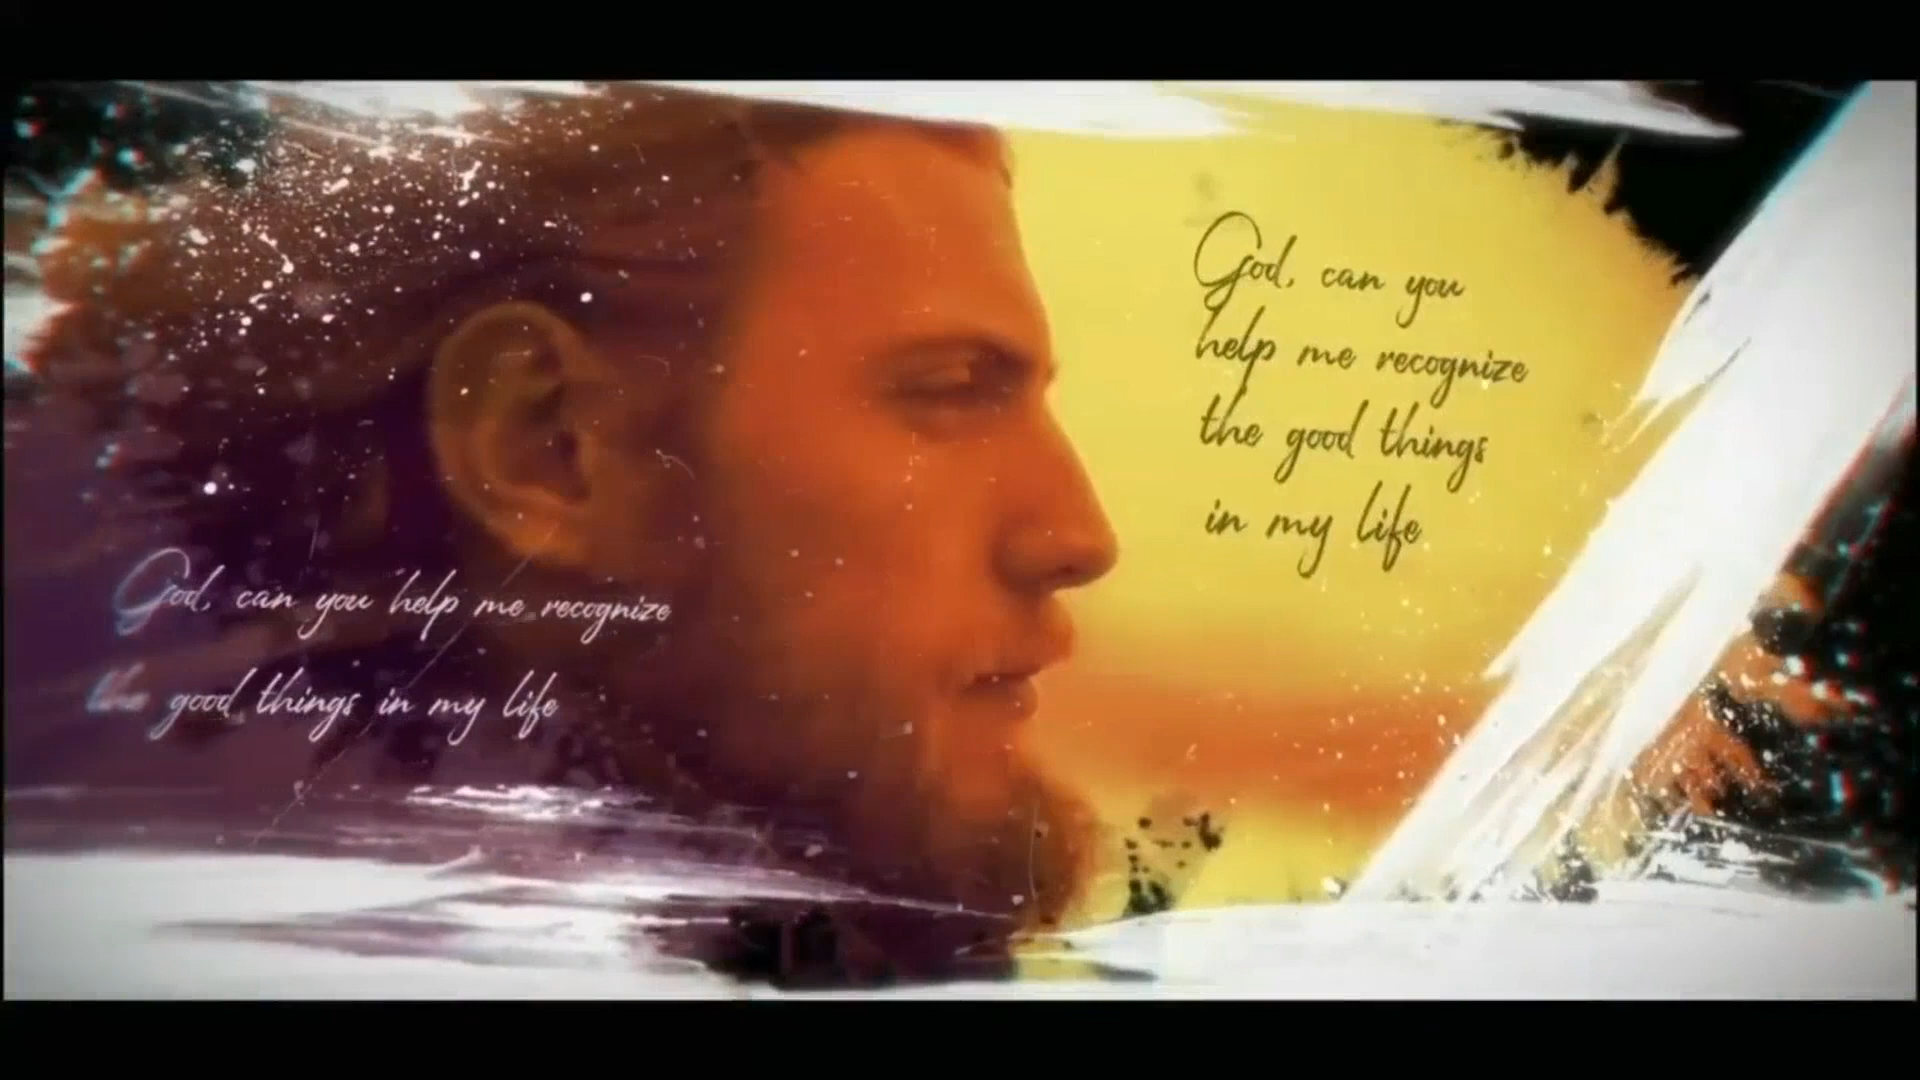 God, can you
help me recognize
the good things
in my life
God, can you help me recognize
the good things in my life